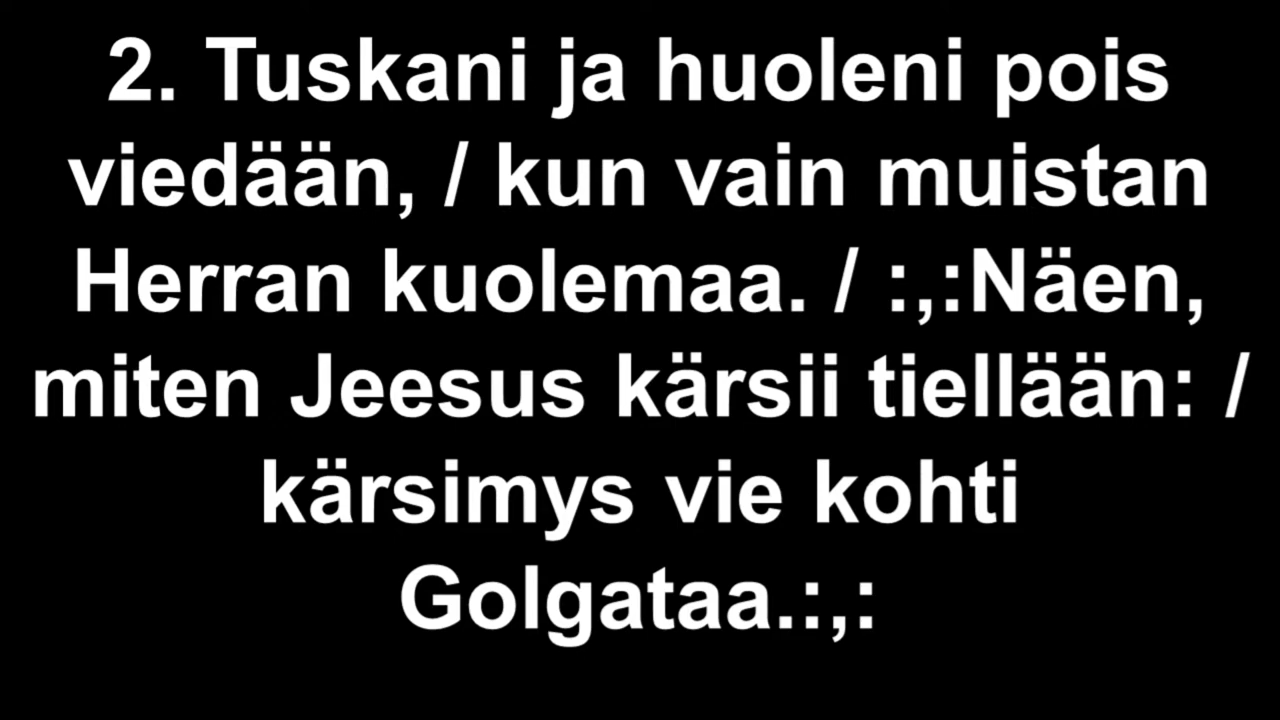 2. Tuskani ja huoleni pois
viedään, / kun vain muistan
Herran kuolemaa. / :,:Näen,
miten Jeesus kärsii tiellään: /
kärsimys vie kohti
Golgataa.:,: